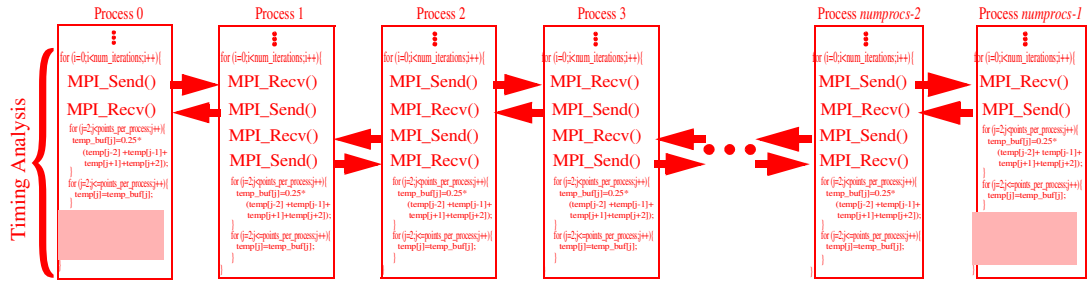 Timing Analysis
Process 0
for (i=0;i<num_iterations;i++){
MPI_Send()
MPI_Recv()
for (j=2;j<points_per_process;j++){
temp_buf[j]=0.25*
(temp[j-2] +temp[j-1]+
temp[j+1]+temp[j+2]);
}
for (j=2;j<=points_per_process;j++){
temp[j]=temp_buf[j];
}
}
Process 1
for (i=0;i<num_iterations;i++){
MPI_Recv()
MPI_Send()
MPI_Recv()
MPI_Send()
for (j=2;j<points_per_process;j++){
temp_buf[j]=0.25*
(temp[j-2] +temp[j-1]+
temp[j+1]+temp[j+2]);
}
for (j=2;j<=points_per_process;j++){
temp[j]=temp_buf[j];
}
}
Process 2
for (i=0;i<num_iterations;i++){
MPI_Send()
MPI_Recv()
MPI_Send()
MPI_Recv()
for (j=2;j<points_per_process;j++){
temp_buf[j]=0.25*
(temp[j-2] +temp[j-1]+
temp[j+1]+temp[j+2]);
}
for (j=2;j<=points_per_process;j++){
temp[j]=temp_buf[j];
}
}
Process 3
for (i=0;i<num_iterations;i++){
MPI_Recv()
MPI_Send()
MPI_Recv()
MPI_Send()
for (j=2;j<points_per_process;j++){
temp_buf[j]=0.25*
(temp[j-2] +temp[j-1]+
temp[j+1]+temp[j+2]);
}
for (j=2;j<=points_per_process;j++){
temp[j]=temp_buf[j];
}
}
Process numprocs-2
for (i=0;i<num_iterations;i++){
MPI_Send()
MPI_Recv()
MPI_Send()
MPI_Recv()
for (j=2;j<points_per_process;j++){
temp_buf[j]=0.25*
(temp[j-2] +temp[j-1]+
temp[j+1]+temp[j+2]);
}
for (j=2;j<=points_per_process;j++){
temp[j]=temp_buf[j];
}
}
Process numprocs-1
for (i=0;i<num_iterations;i++){
MPI_Recv()
MPI_Send()
for (j=2;j<points_per_process;j++){
temp_buf[j]=0.25*
(temp[j-2]+ temp[j-1]+
temp[j+1]+temp[j+2]);
}
for (j=2;j<=points_per_process;j++){
temp[j]=temp_buf[j];
}
}